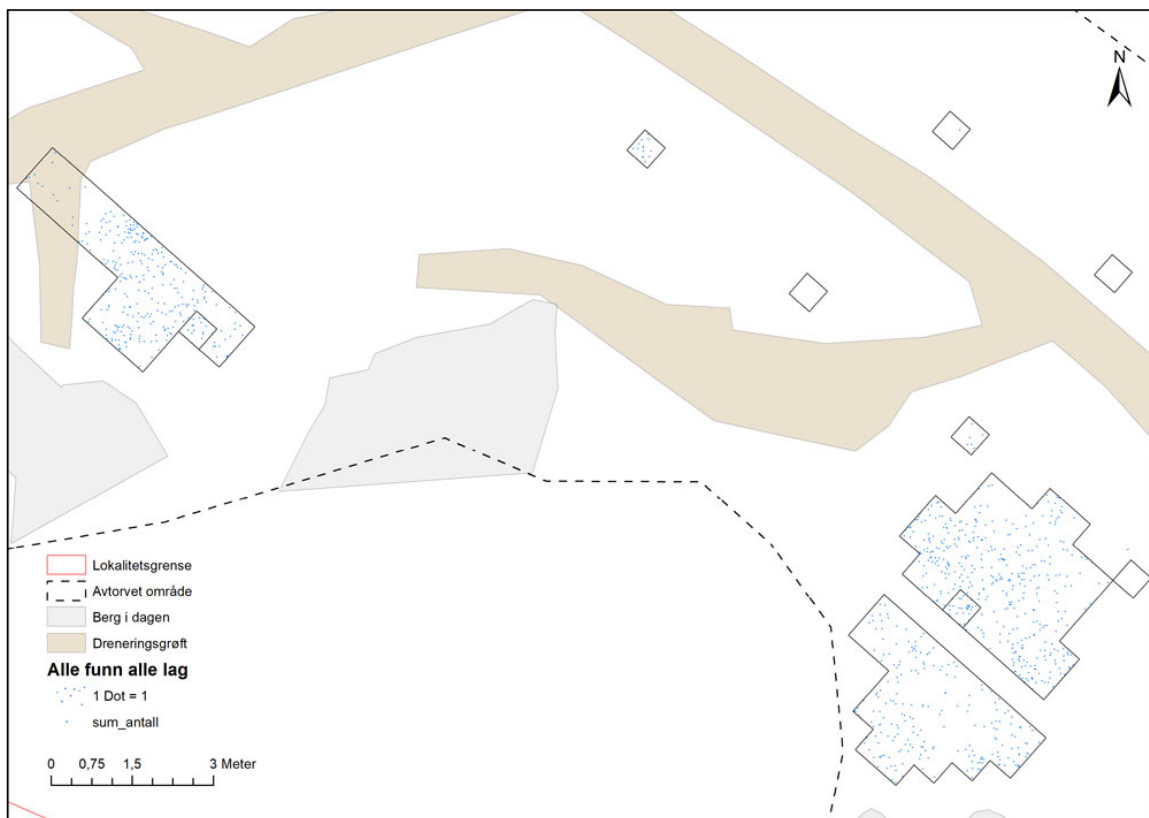 N
Lokalitetsgrense
Avtorvet område
Berg i dagen
Dreneringsgrøft
Alle funn alle lag
1 Dot = 1
sum_antall
0 0,75 1,5 3 Meter